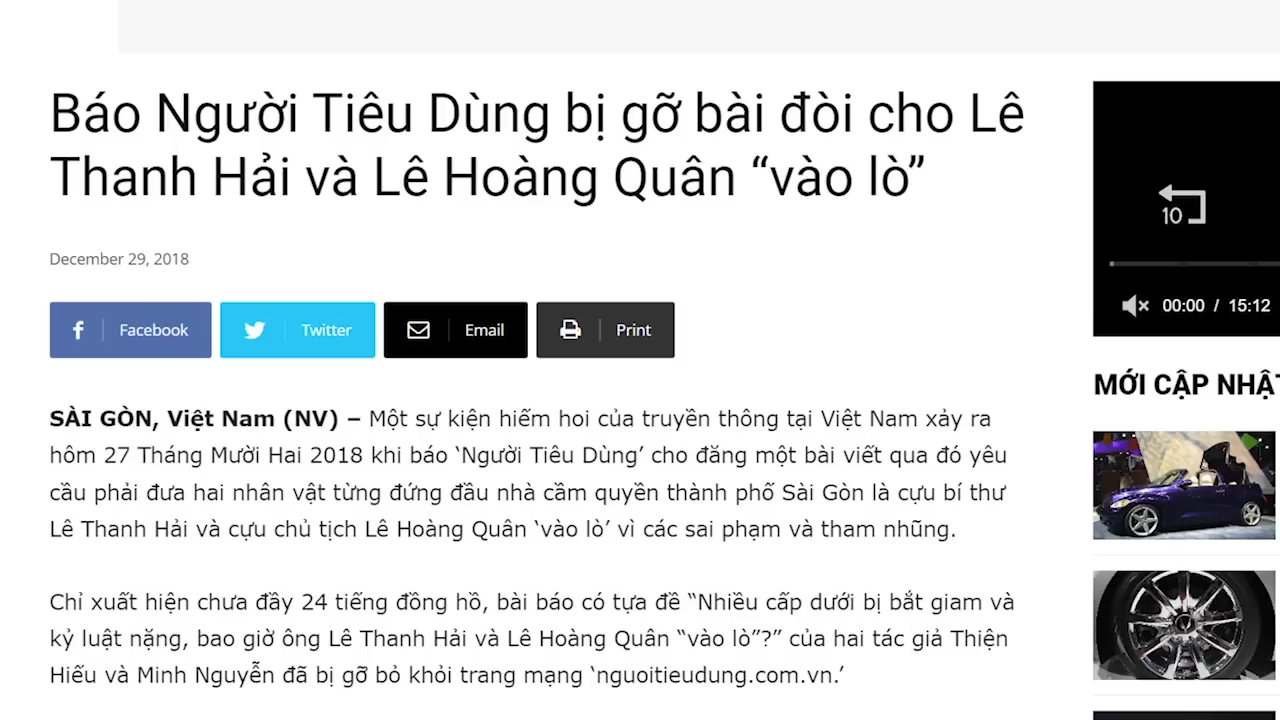 Báo Người Tiêu Dùng bị gỡ bài đòi cho Lê
Thanh Hải và Lê Hoàng Quân “vào lò”
December 29, 2018
Facebook
Twitter
Email
Print
SÀI GÒN, Việt Nam (NV) – Một sự kiện hiếm hoi của truyền thông tại Việt Nam xảy ra
hôm 27 Tháng Mười Hai 2018 khi báo ‘Người Tiêu Dùng’ cho đăng một bài viết qua đó yêu
cầu phải đưa hai nhân vật từng đứng đầu nhà cầm quyền thành phố Sài Gòn là cựu bí thư
Lê Thanh Hải và cựu chủ tịch Lê Hoàng Quân ‘vào lò’ vì các sai phạm và tham nhũng.
Chỉ xuất hiện chưa đầy 24 tiếng đồng hồ, bài báo có tựa đề “Nhiều cấp dưới bị bắt giam và
kỷ luật nặng, bao giờ ông Lê Thanh Hải và Lê Hoàng Quân “vào lò”?” của hai tác giả Thiện
Hiếu và Minh Nguyễn đã bị gỡ bỏ khỏi trang mạng ‘nguoitieudung.com.vn.’
10
00:00 / 15:12
MỚI CẬP NHẬT